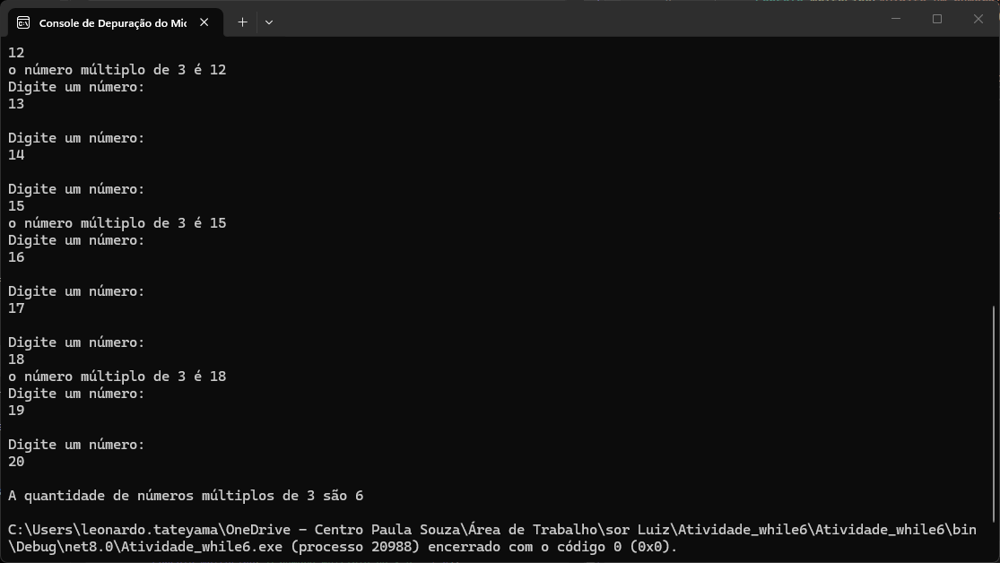 Console de Depuração do Mic
12
o número múltiplo de 3 é 12
Digite um número:
13
Digite um número:
14
Digite um número:
15
o número múltiplo de 3 é 15
Digite um número:
16
Digite um número:
17
Digite um número:
18
o número múltiplo de 3 é 18
Digite um número:
19
Digite um número:
20
A quantidade de números múltiplos de 3 são 6
C:\Users\leonardo.tateyama\OneDrive - Centro Paula Souza\Área de Trabalho\sor Luiz\Atividade_while6\Atividade_while6\bin
\Debug\net8.0\Atividade_while6.exe (processo 20988) encerrado com o código 0 (0x0).